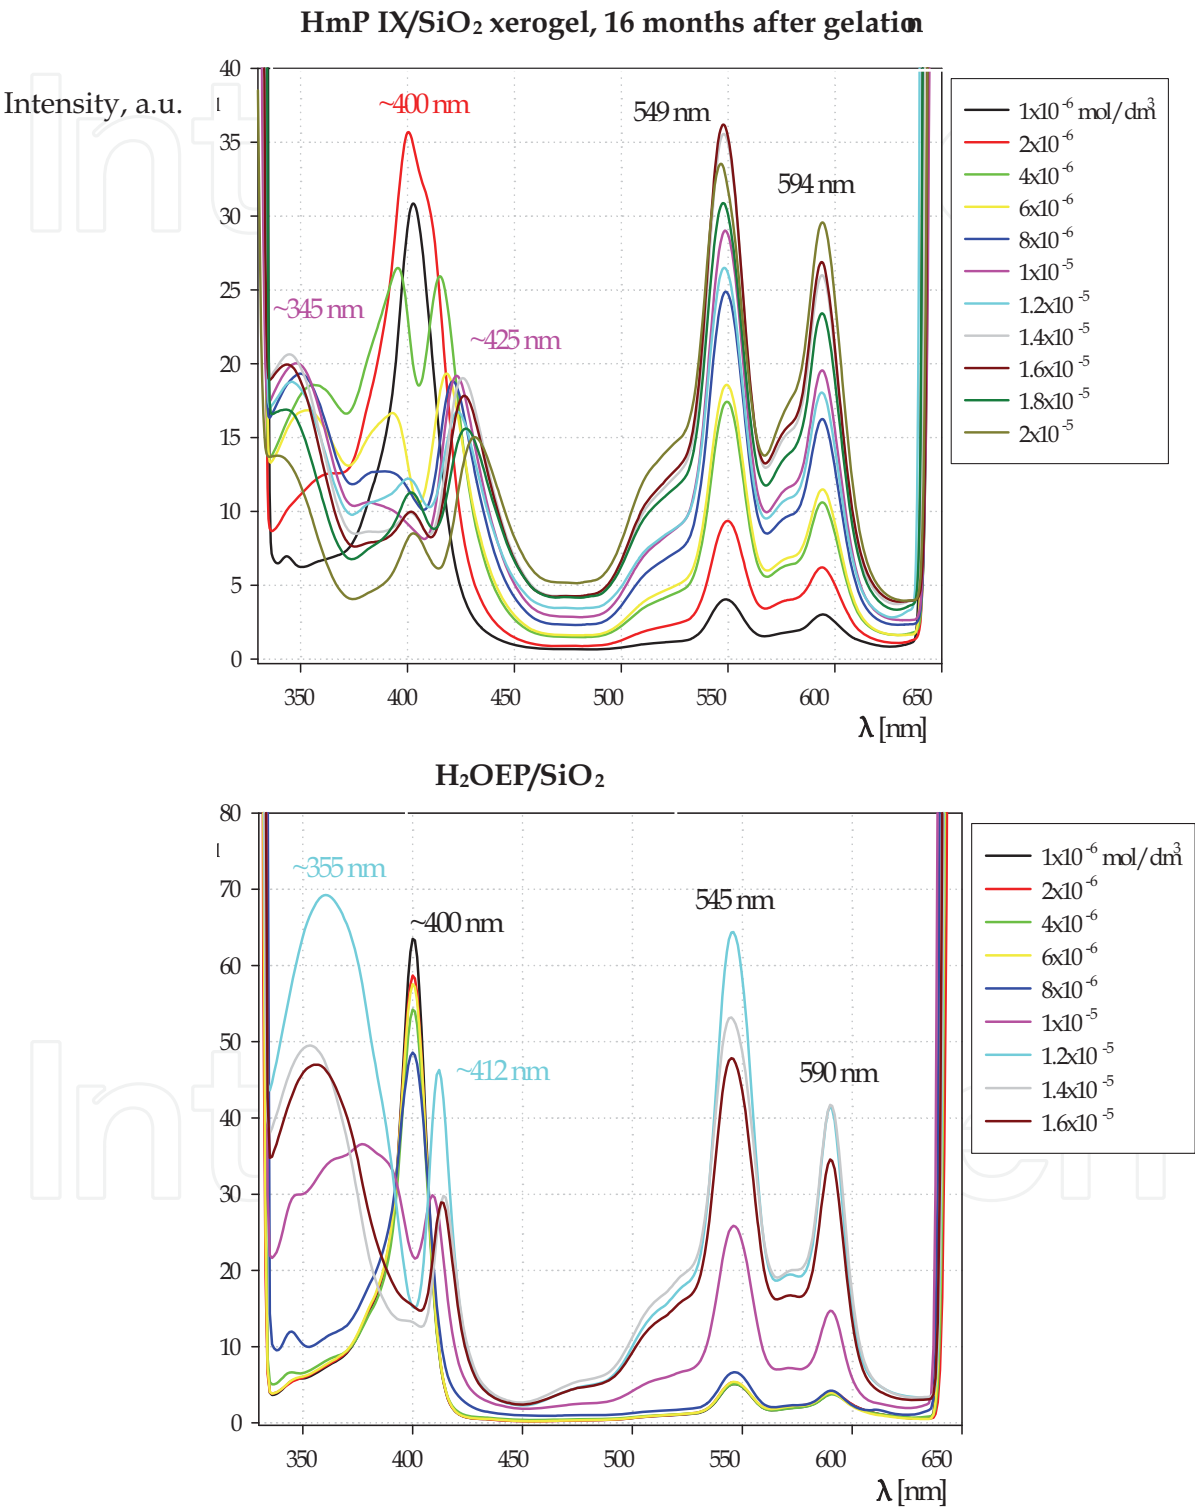 HmP IX/SiO2 xerogel, 16 months after gelation
Intensity, a.u.
40
35
30
25
20
15
10
5
0
~400 nm
549 nm
594 nm
~345 nm
~425 nm
1x10-6 mol/dm3
2x10-6
4x10-6
6x10-6
8x10-6
1x10-5
1.2x10-5
1.4x10-5
1.6x10-5
1.8x10-5
2x10-5
350 400 450 500 550 600 650
λ [nm]
H2OEP/SiO2
80
70
60
50
40
30
20
10
0
~355 nm
~400 nm
545 nm
~412 nm
590 nm
1x10-6 mol/dm3
2x10-6
4x10-6
6x10-6
8x10-6
1x10-5
1.2x10-5
1.4x10-5
1.6x10-5
350 400 450 500 550 600 650
λ [nm]